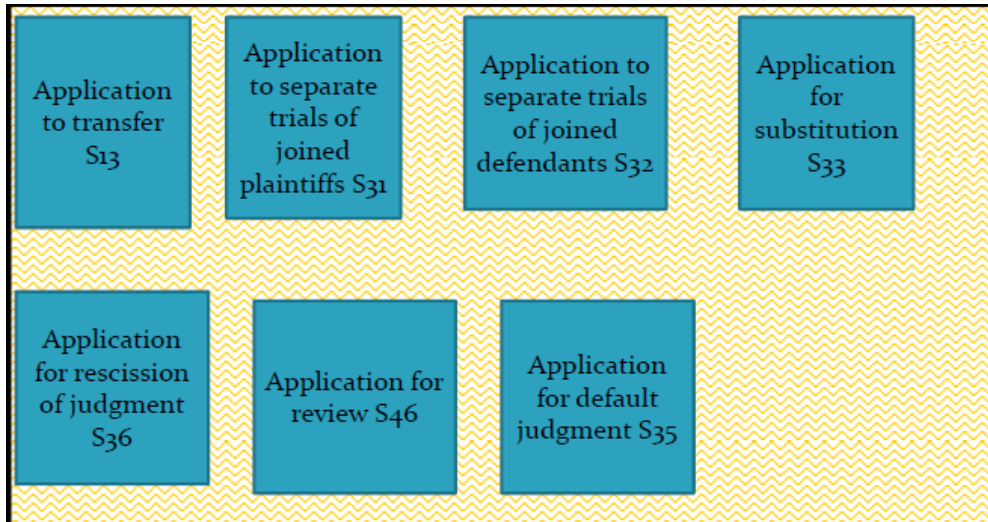 Application
to transfer
S13
Application
to separate
trials of
joined
plaintiffs S31
Application to
separate trials
of joined
defendants S32
Application
for
substitution
S33
Application
for rescission
of judgment
S36
Application for
review S46
Application
for default
judgment S35